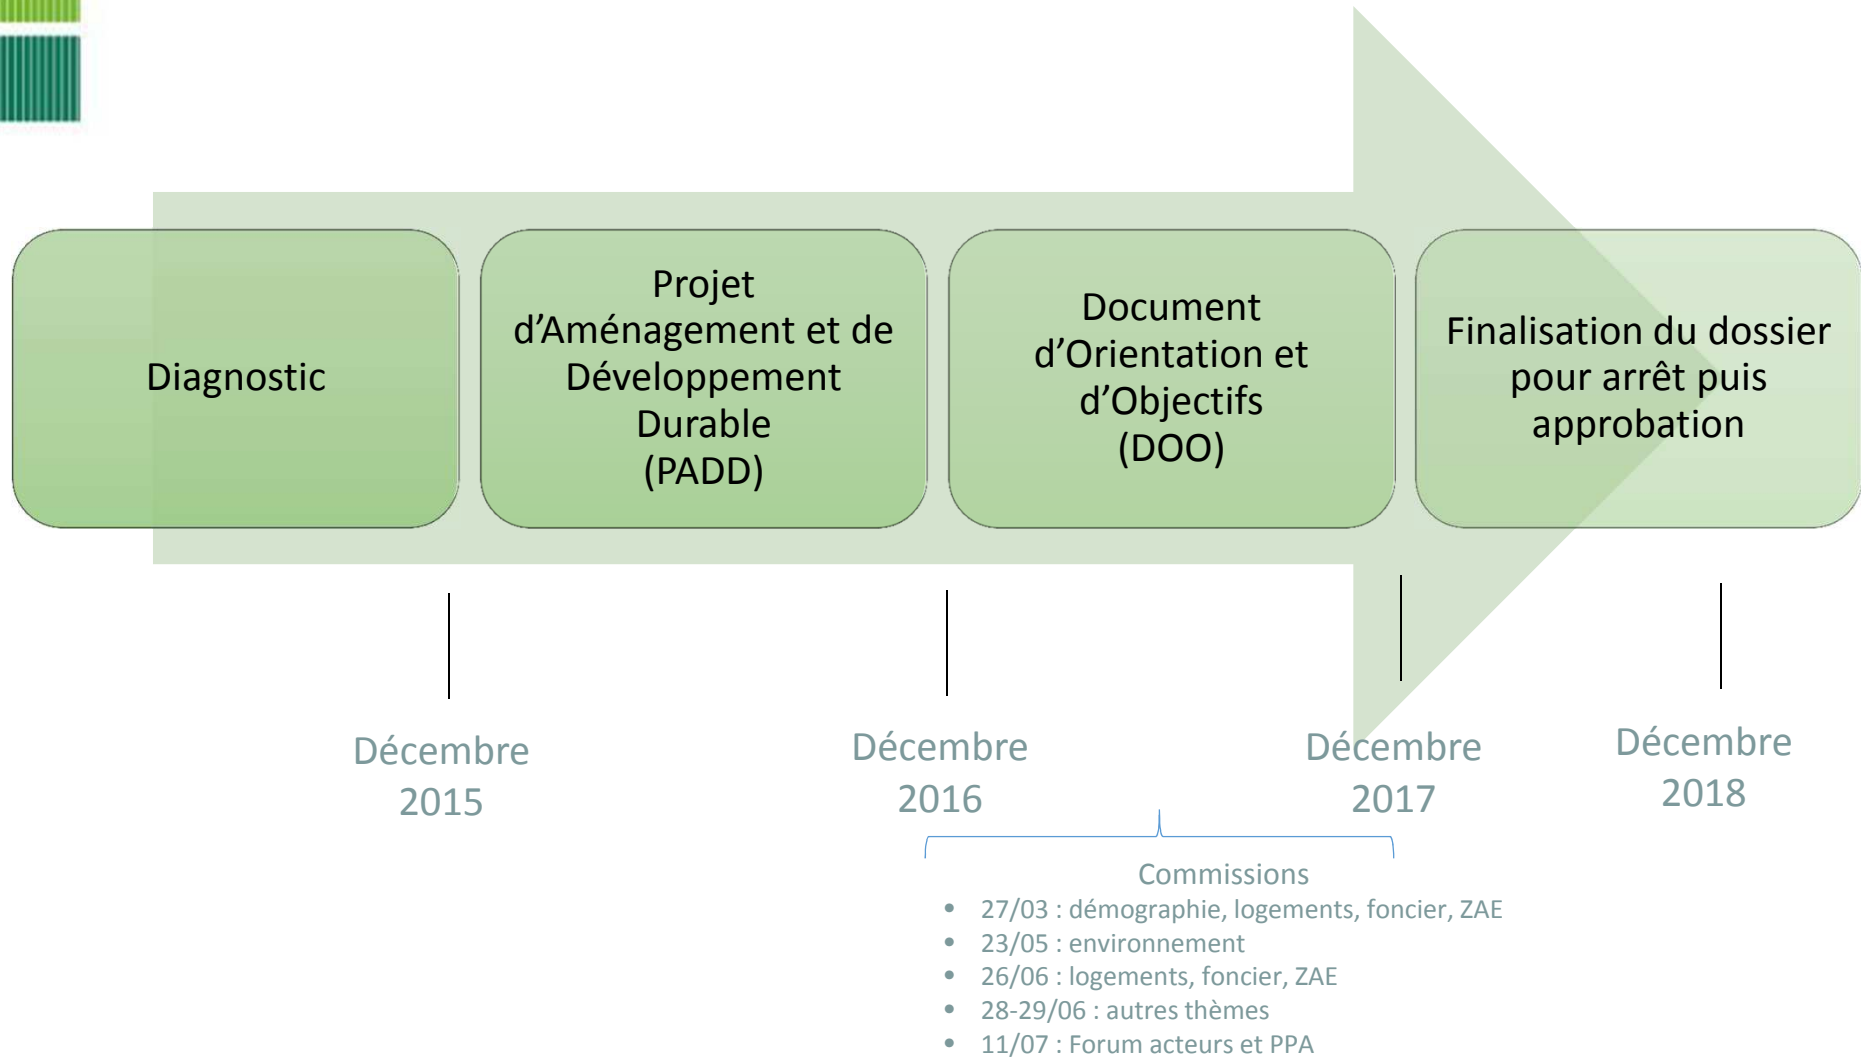 Diagnostic
Projet
d’Aménagement et de
Développement
Durable
(PADD)
Document
d’Orientation et
d’Objectifs
(DOO)
Finalisation du dossier
pour arrêt puis
approbation
Décembre
2015
Décembre
2016
Décembre
2017
Décembre
2018
Commissions
• 27/03 : démographie, logements, foncier, ZAE
• 23/05 : environnement
• 26/06 : logements, foncier, ZAE
• 28-29/06 : autres thèmes
• 11/07 : Forum acteurs et PPA